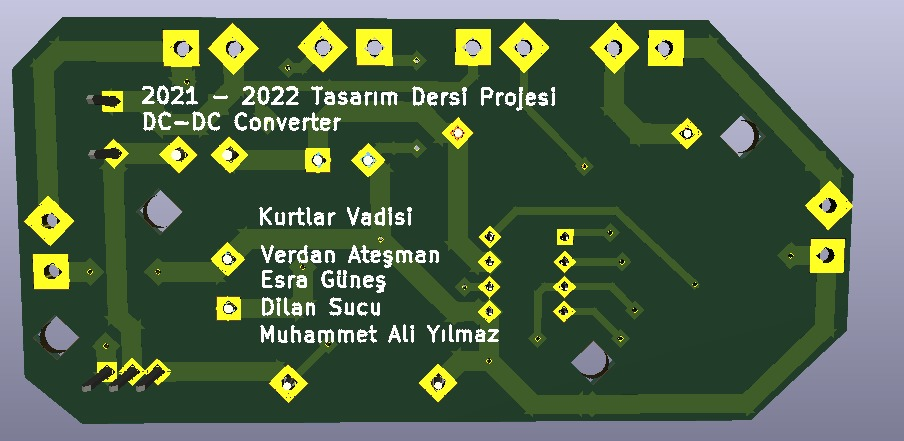 2021 - 2022 Tasarım Dersi Projesi
DC-DC Converter
Kurtlar Vadisi
Verdan Ateşman
Esra Güneş
Dilan Sucu
Muhammet Ali Yılmaz